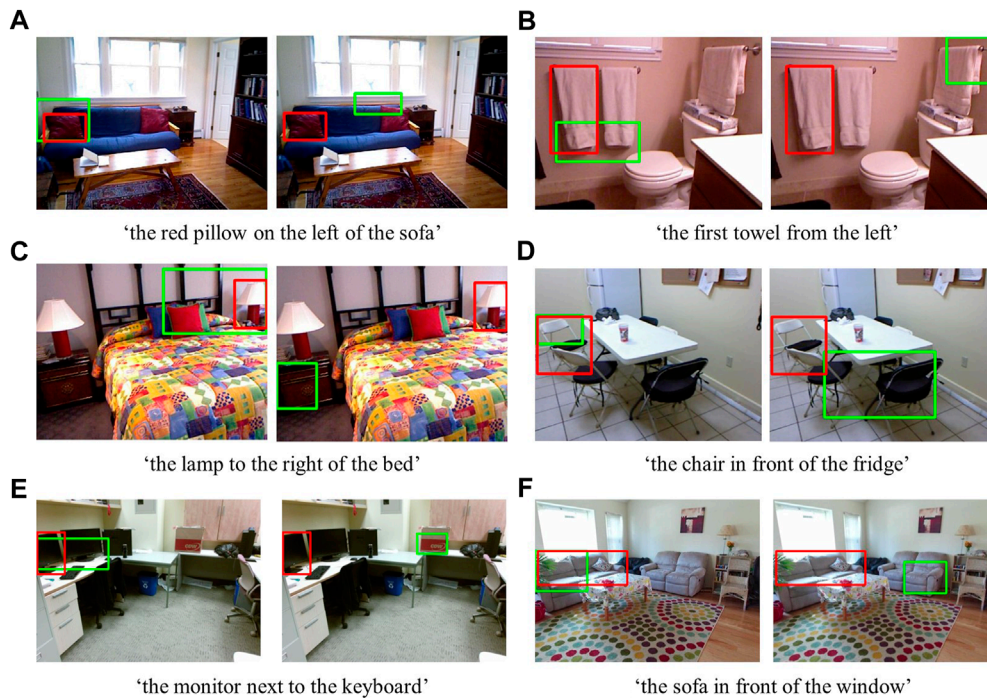 A
B
‘the red pillow on the left of the sofa’
‘the first towel from the left’
C
D
‘the lamp to the right of the bed’
‘the chair in front of the fridge’
E
F
‘the monitor next to the keyboard’
‘the sofa in front of the window’